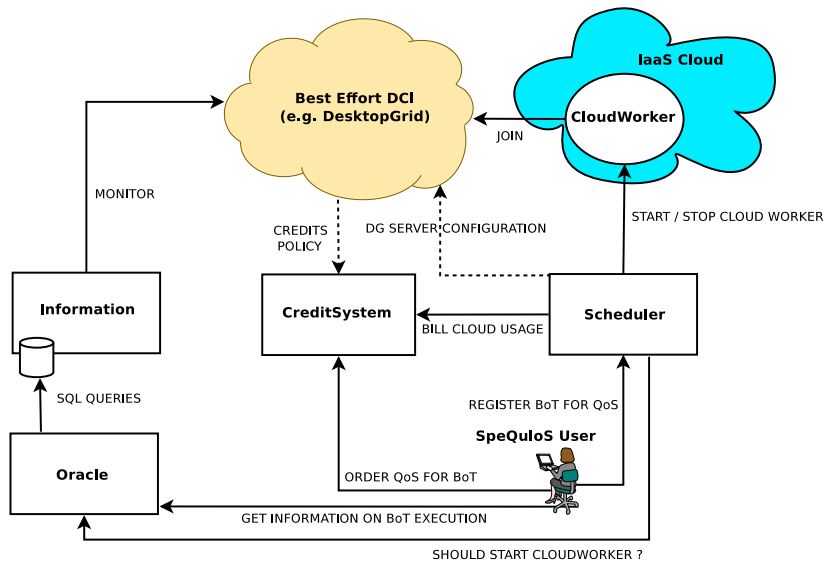 IaaS Cloud
Best Effort DCI
(e.g. DesktopGrid)
CloudWorker
JOIN
MONITOR
CREDITS
POLICY
DG SERVER CONFIGURATION
START / STOP CLOUD WORKER
Information
CreditSystem
Scheduler
BILL CLOUD USAGE
SQL QUERIES
REGISTER BoT FOR QoS
SpeQuloS User
Oracle
ORDER QoS FOR BoT
GET INFORMATION ON BoT EXECUTION
SHOULD START CLOUDWORKER ?